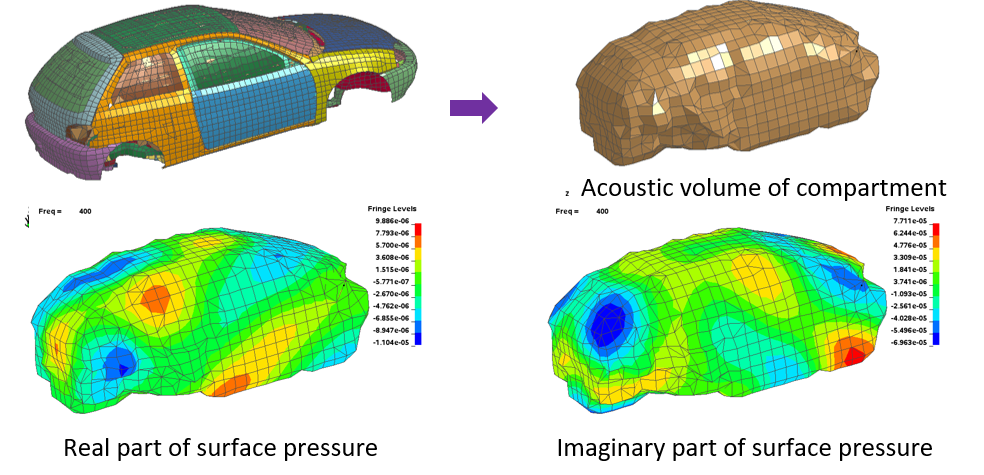 z Acoustic volume of compartment
Freq = 400
Fringe Levels
9.886e-06
7.793e-06
5.700e-06
3.608e-06
1.515e-06
-5.771e-07
-2.670e-06
-4.762e-06
-6.855e-06
-8.947e-06
-1.104e-05
Freq = 400
Fringe Levels
7.711e-05
6.244e-05
4.776e-05
3.309e-05
1.841e-05
3.741e-06
-1.093e-05
-2.561e-05
-4.028e-05
-5.496e-05
-6.963e-05
Real part of surface pressure
Imaginary part of surface pressure